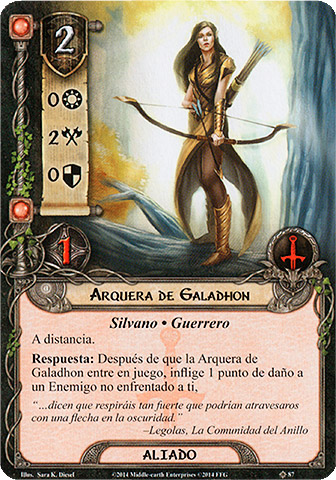 2
0
2
0
1
ARQUERA DE GALADHON
Silvano • Guerrero
A distancia.
Respuesta: Después de que la Arquera de
Galadhon entre en juego, inflige 1 punto de daño a
un Enemigo no enfrentado a ti,
“...dicen que respiráis tan fuerte que podrían atravesaros
con una flecha en la oscuridad.”
–Legolas, La Comunidad del Anillo
ALIADO
Illus. Sara K. Diesel
©2014 Middle-earth Enterprises ©2014 FFG
87